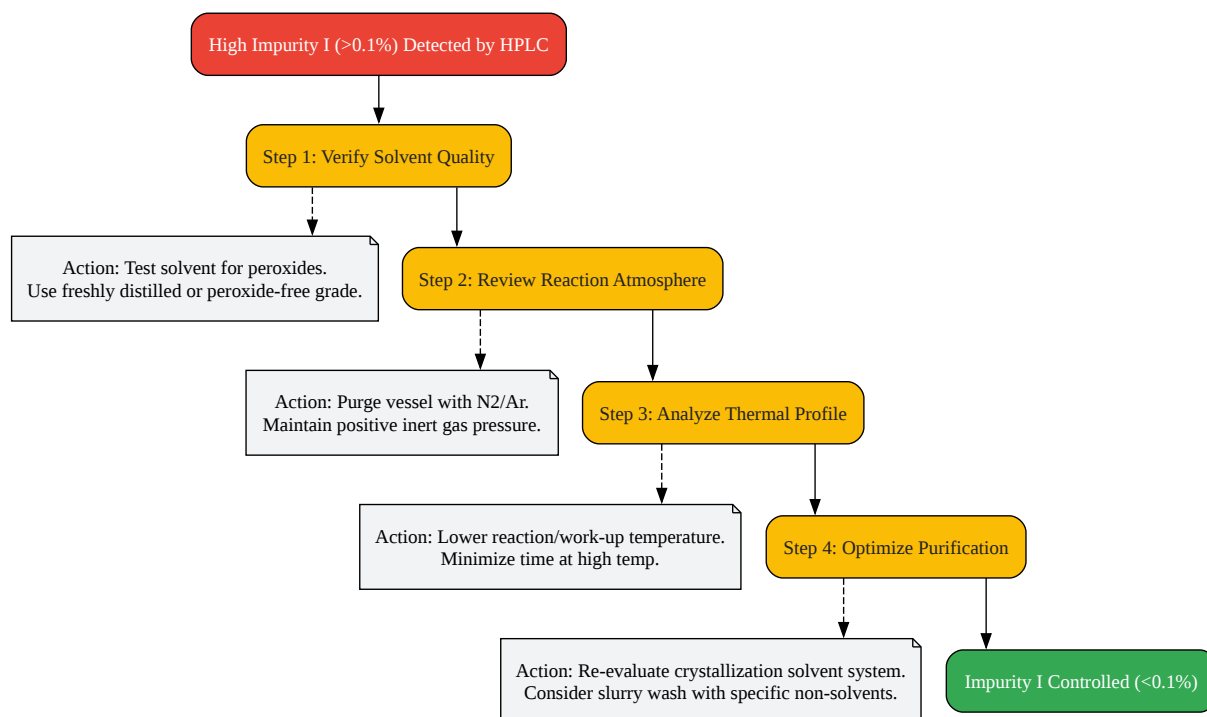 High Impurity I (>0.1%) Detected by HPLC
Step 1: Verify Solvent Quality
Action: Test solvent for peroxides.
Use freshly distilled or peroxide-free grade.
Step 2: Review Reaction Atmosphere
Action: Purge vessel with N2/Ar.
Maintain positive inert gas pressure.
Step 3: Analyze Thermal Profile
Action: Lower reaction/work-up temperature.
Minimize time at high temp.
Step 4: Optimize Purification
Action: Re-evaluate crystallization solvent system.
Consider slurry wash with specific non-solvents.
Impurity I Controlled (<0.1%)